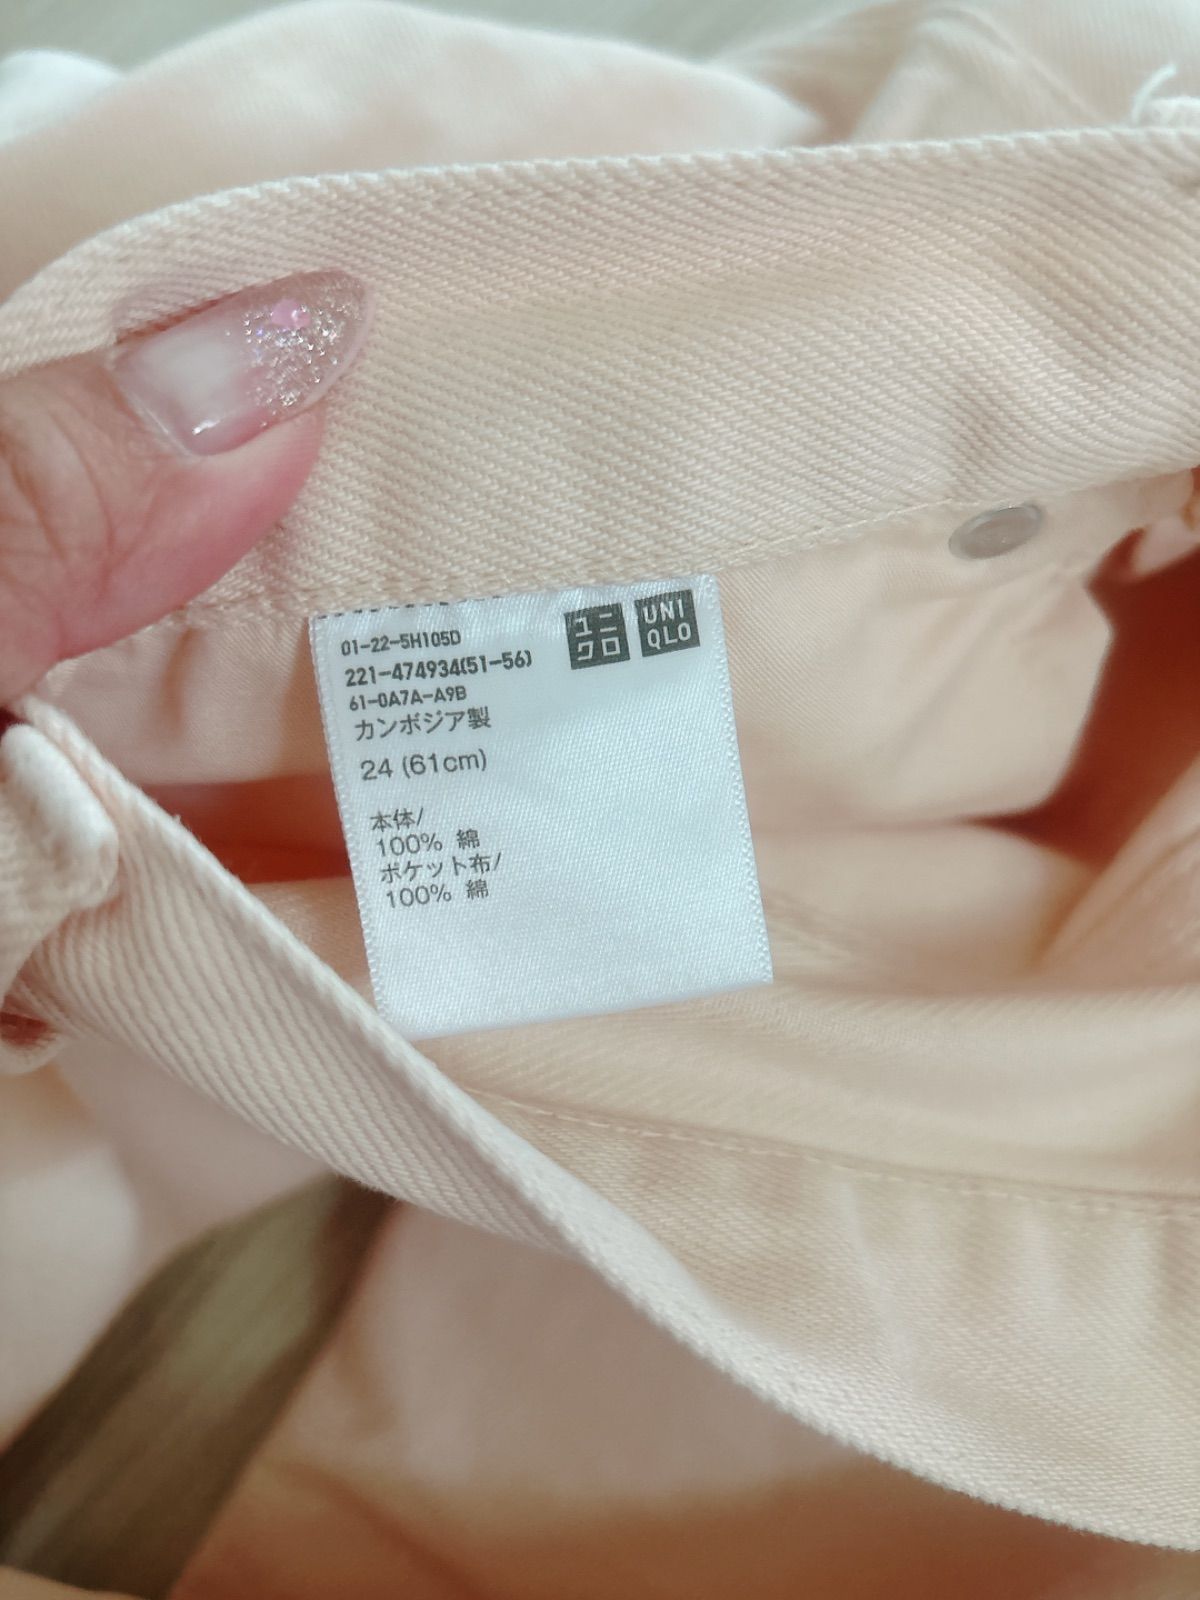 01-22-5H105D
221-474934(51-56)
61-0A7A-A9B
カンボジア製
24 (61cm)
本体/
100% 綿
ポケット布/
100% 綿
ユニ
クロ
UNI
QLO